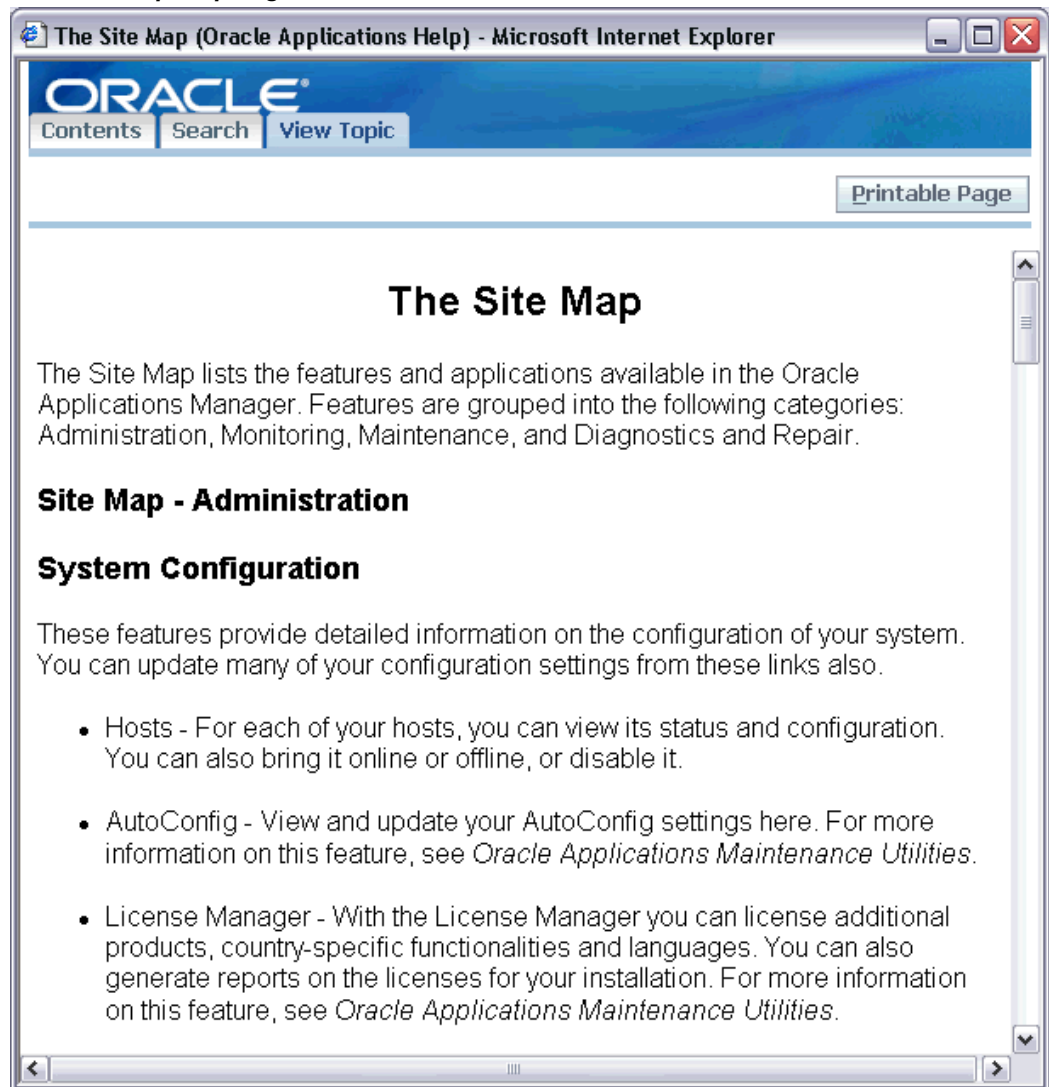 The Site Map (Oracle Applications Help) - Microsoft Internet Explorer
ORACLE®
Contents Search View Topic
Printable Page
The Site Map
The Site Map lists the features and applications available in the Oracle
Applications Manager. Features are grouped into the following categories:
Administration, Monitoring, Maintenance, and Diagnostics and Repair.
Site Map - Administration
System Configuration
These features provide detailed information on the configuration of your system.
You can update many of your configuration settings from these links also.
• Hosts - For each of your hosts, you can view its status and configuration.
You can also bring it online or offline, or disable it.
• AutoConfig - View and update your AutoConfig settings here. For more
information on this feature, see Oracle Applications Maintenance Utilities.
• License Manager - With the License Manager you can license additional
products, country-specific functionalities and languages. You can also
generate reports on the licenses for your installation. For more information
on this feature, see Oracle Applications Maintenance Utilities.